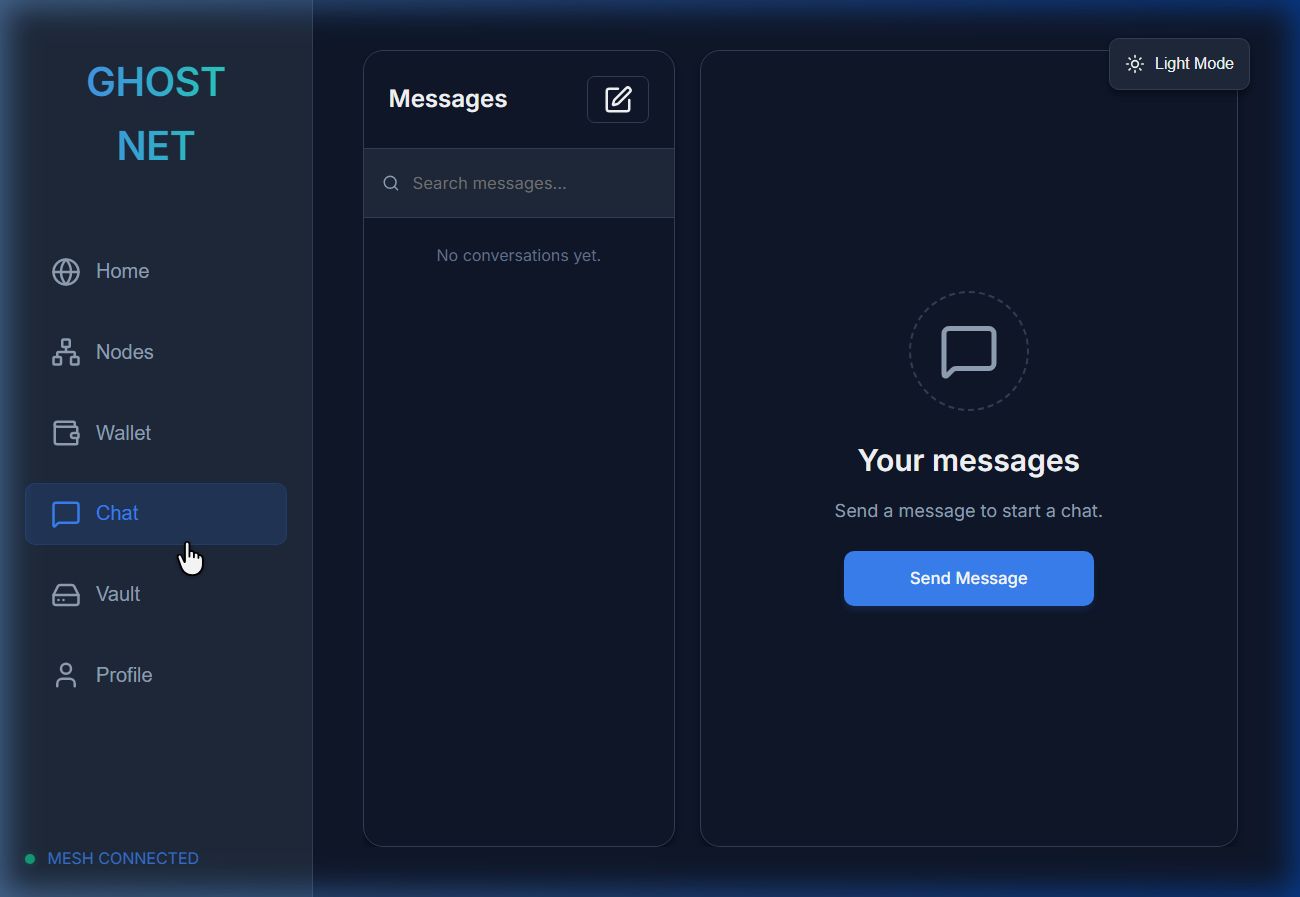 GHOST
NET
Home
Nodes
Wallet
Chat
Vault
Profile
MESH CONNECTED
Messages
Search messages...
No conversations yet.
Light Mode
Your messages
Send a message to start a chat.
Send Message